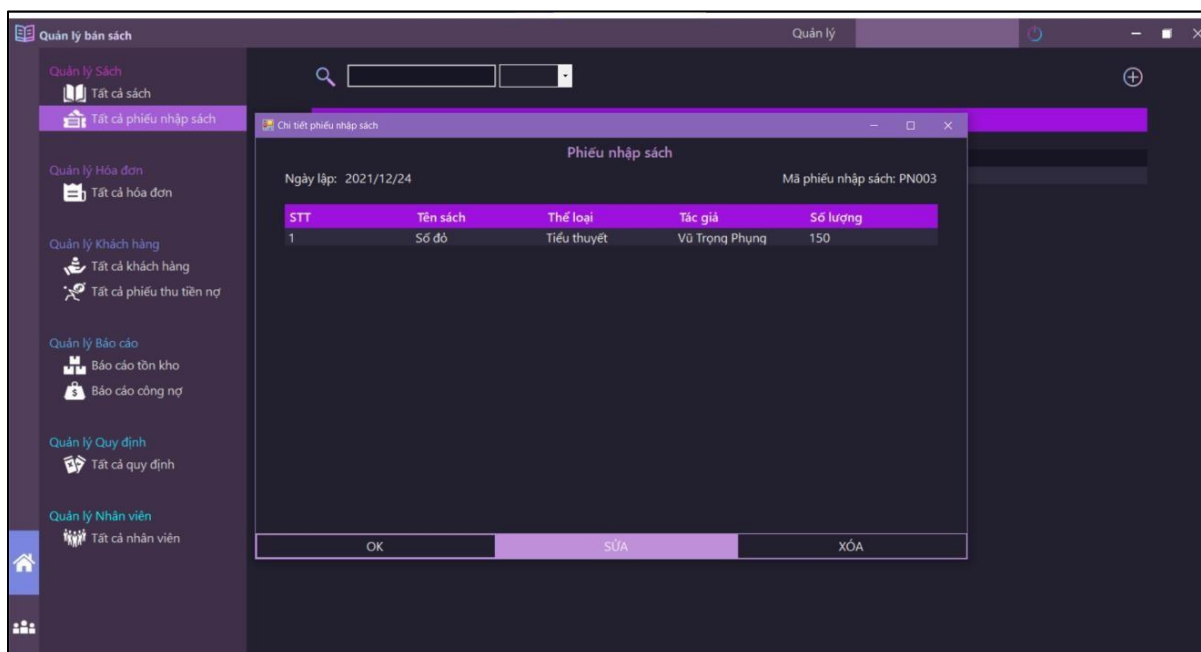 Quản lý bán sách
Quản lý
Quản lý Sách
Tất cả sách
Tất cả phiếu nhập sách
Quản lý Hóa đơn
Tất cả hóa đơn
Quản lý Khách hàng
Tất cả khách hàng
Tất cả phiếu thu tiền nợ
Quản lý Báo cáo
Báo cáo tồn kho
Báo cáo công nợ
Quản lý Quy định
Tất cả quy định
Quản lý Nhân viên
Tất cả nhân viên
Chi tiết phiếu nhập sách
Phiếu nhập sách
Ngày lập: 2021/12/24 Mã phiếu nhập sách: PN003
STT Tên sách Thể loại Tác giả Số lượng
1 Số đỏ Tiểu thuyết Vũ Trọng Phụng 150
OK SỬA XÓA